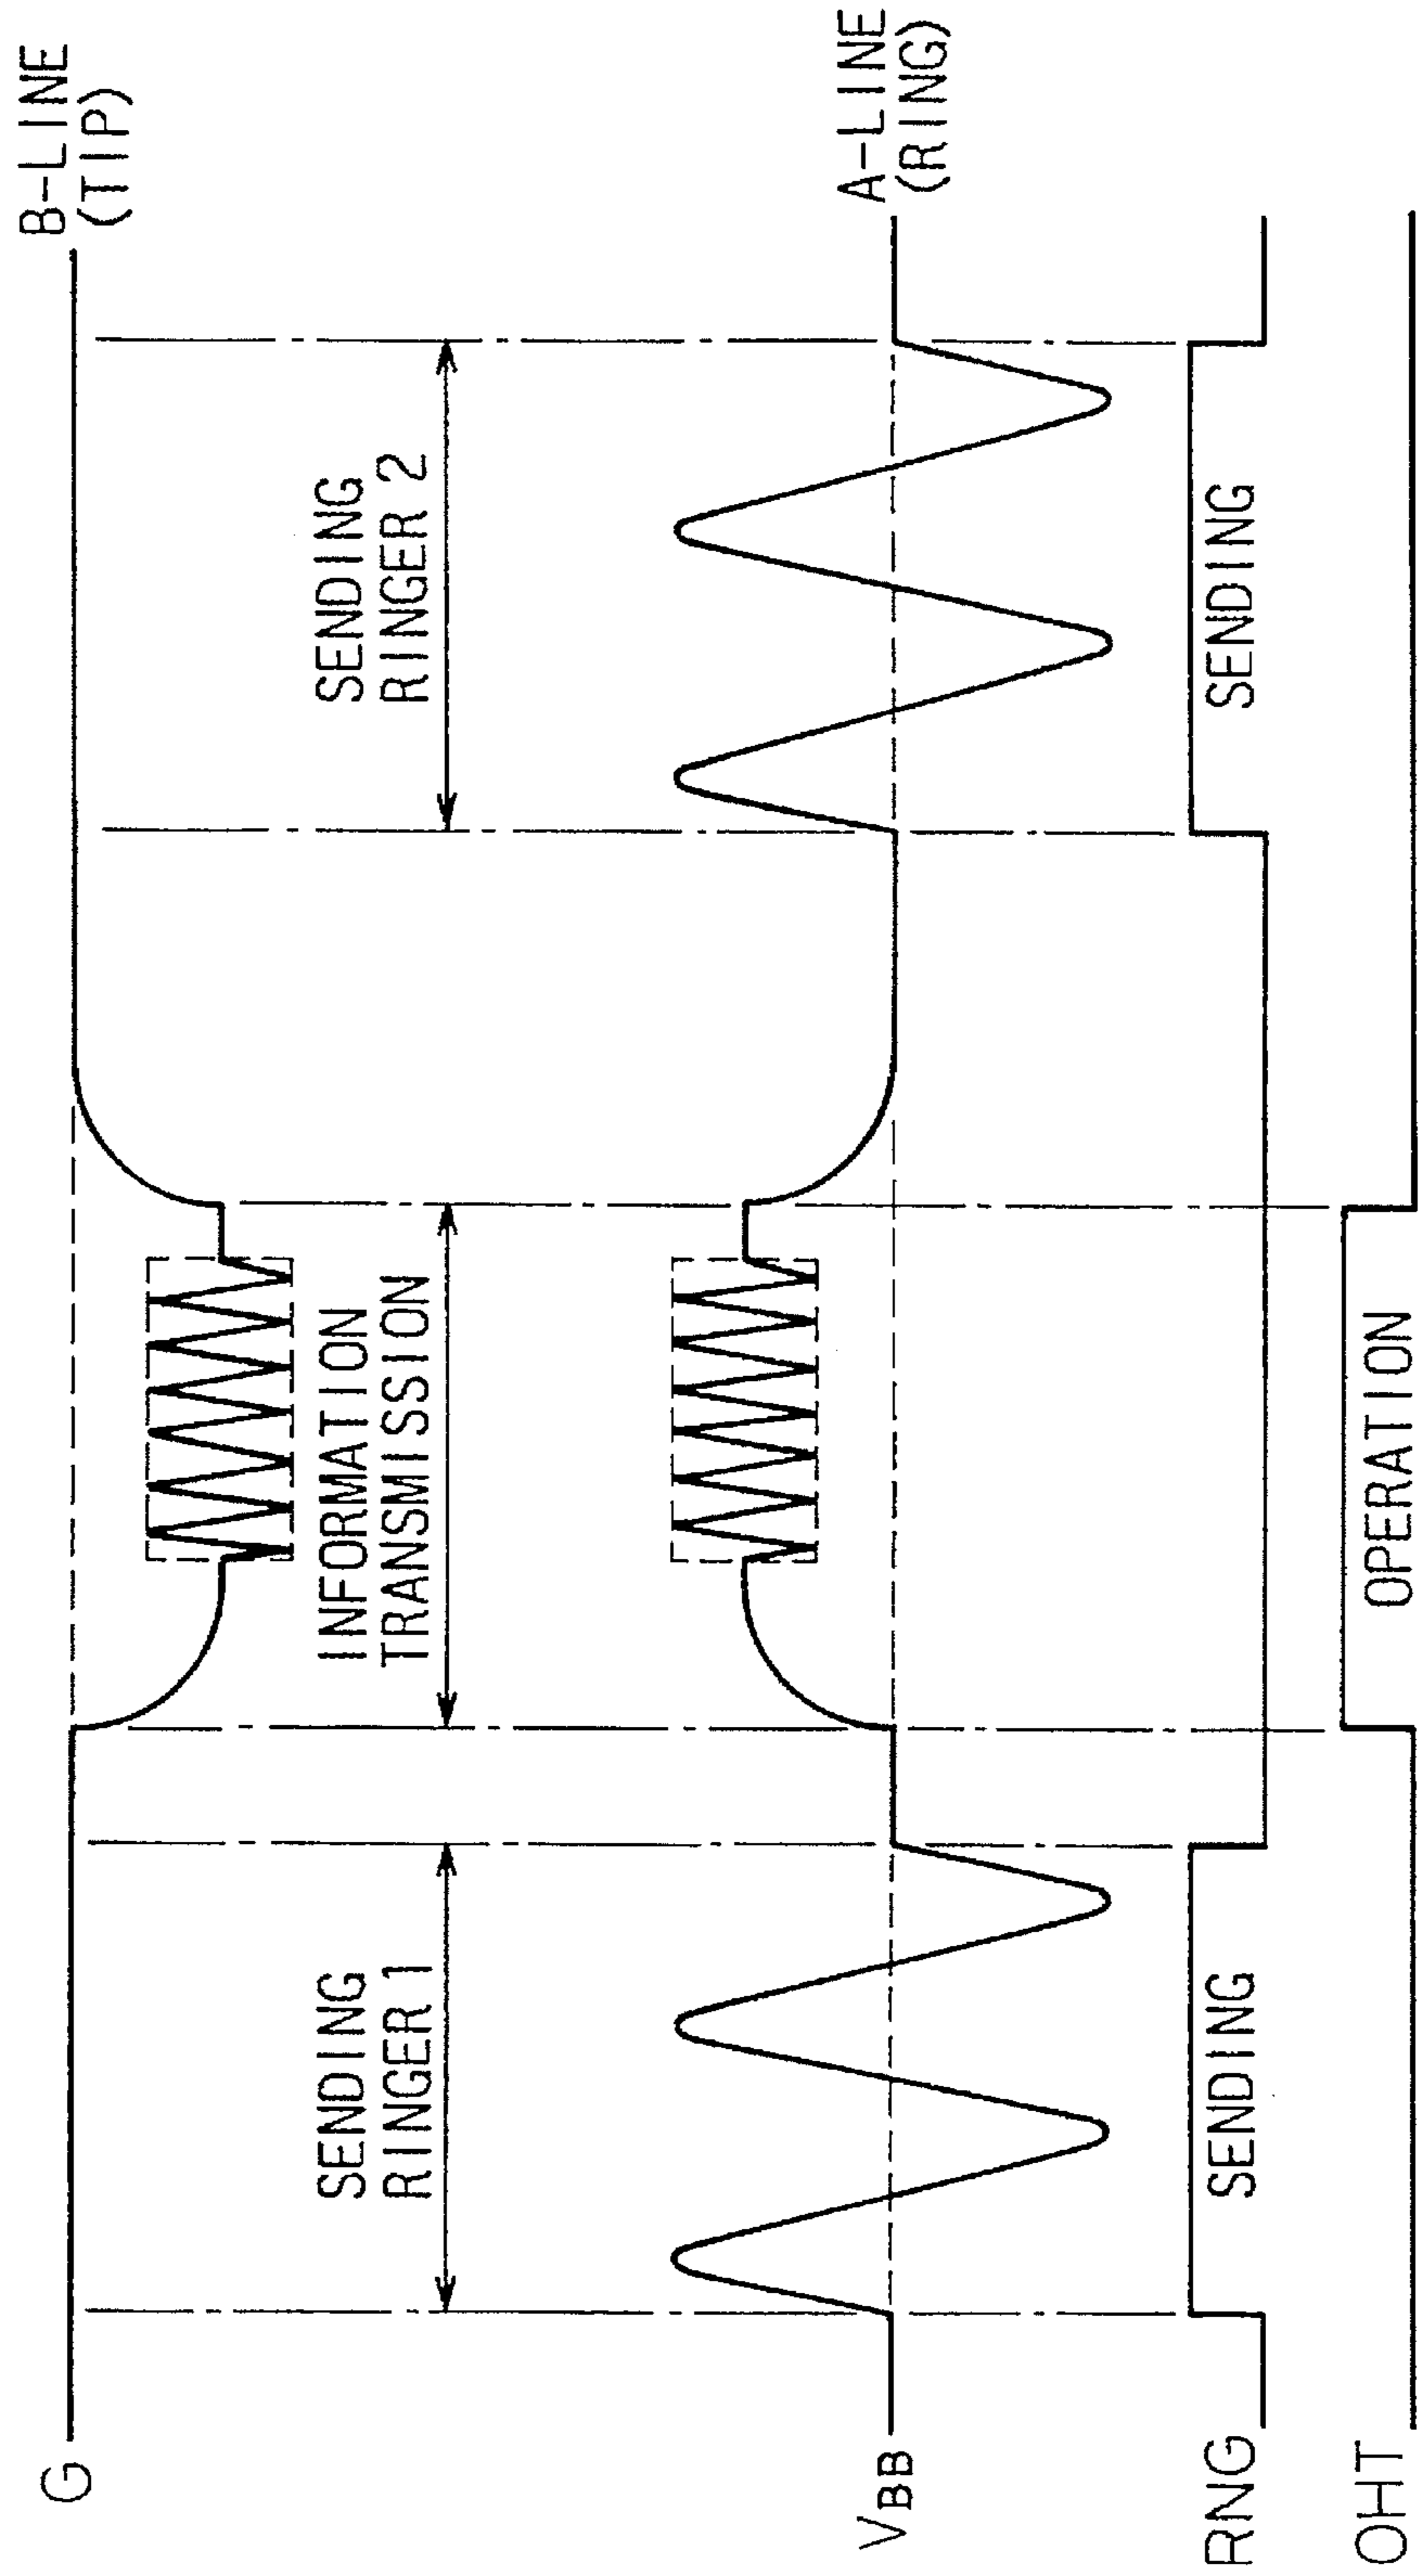 G
B-LINE
(TIP)
SENDING
RINGER 1
INFORMATION
TRANSMISSION
SENDING
RINGER 2
VBB
A-LINE
(RING)
RNG
SENDING
SENDING
OHT
OPERATION